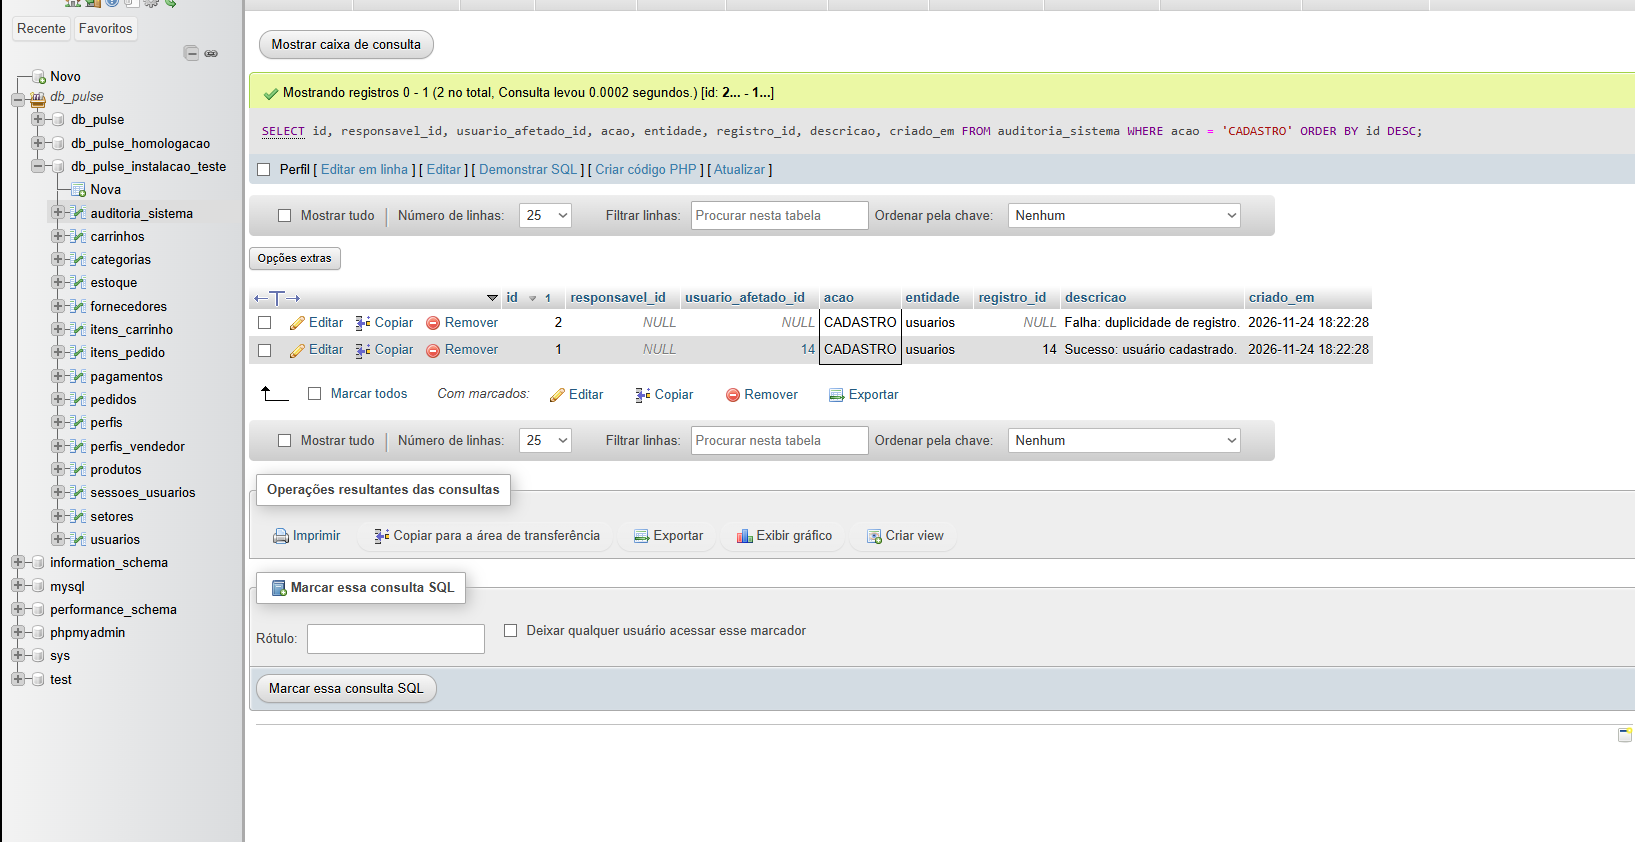 Recente Favoritos
Novo
db_pulse
db_pulse
db_pulse_homologacao
db_pulse_instalacao_teste
Nova
auditoria_sistema
carrinhos
categorias
estoque
fornecedores
itens_carrinho
itens_pedido
pagamentos
pedidos
perfis
perfis_vendedor
produtos
sessoes_usuarios
setores
usuarios
information_schema
mysql
performance_schema
phpmyadmin
sys
test
Mostrar caixa de consulta
Mostrando registros 0 - 1 (2 no total, Consulta levou 0.0002 segundos.) [id: 2... - 1...]
SELECT id, responsavel_id, usuario_afetado_id, acao, entidade, registro_id, descricao, criado_em FROM auditoria_sistema WHERE acao = 'CADASTRO' ORDER BY id DESC;
Perfil [ Editar em linha ] [ Editar ] [ Demonstrar SQL ] [ Criar código PHP ] [ Atualizar ]
Mostrar tudo Número de linhas: 25 Filtrar linhas: Procurar nesta tabela Ordenar pela chave: Nenhum
Opções extras
←T→ id 1 responsavel_id usuario_afetado_id acao entidade registro_id descricao criado_em
Editar Copiar Remover 2 NULL NULL CADASTRO usuarios NULL Falha: duplicidade de registro. 2026-11-24 18:22:28
Editar Copiar Remover 1 NULL 14 CADASTRO usuarios 14 Sucesso: usuário cadastrado. 2026-11-24 18:22:28
Marcar todos Com marcados: Editar Copiar Remover Exportar
Mostrar tudo Número de linhas: 25 Filtrar linhas: Procurar nesta tabela Ordenar pela chave: Nenhum
Operações resultantes das consultas
Imprimir Copiar para a área de transferência Exportar Exibir gráfico Criar view
Marcar essa consulta SQL
Rótulo: Deixar qualquer usuário acessar esse marcador
Marcar essa consulta SQL